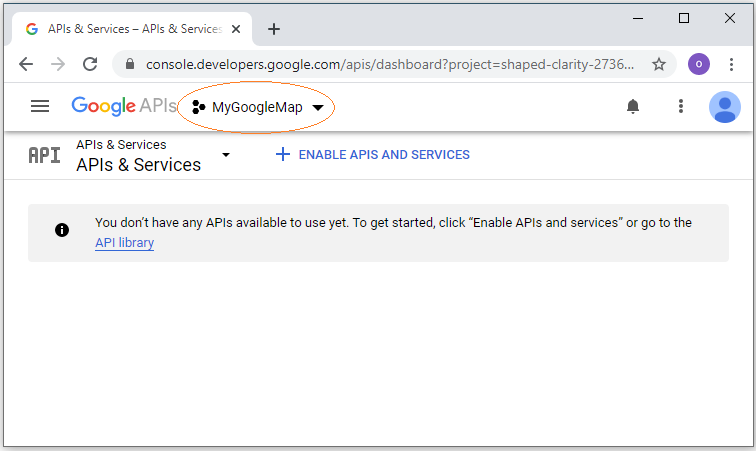 APIs & Services – APIs & Services
console.developers.google.com/apis/dashboard?project=shaped-clarity-2736...
O
Google APIs MyGoogleMap
API
APIs & Services
APIs & Services
ENABLE APIS AND SERVICES
You don't have any APIs available to use yet. To get started, click “Enable APIs and services” or go to the
API library